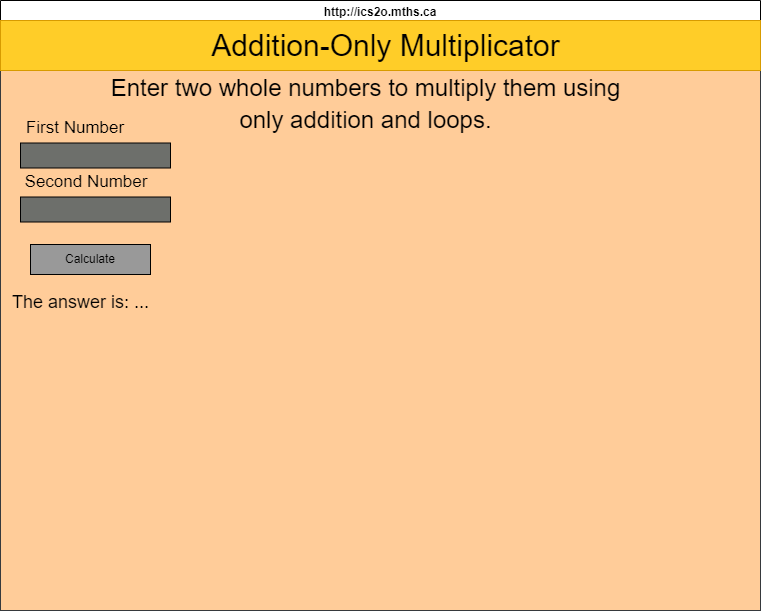 http://ics2o.mths.ca
Addition-Only Multiplicator
Enter two whole numbers to multiply them using
only addition and loops.
First Number
Second Number
Calculate
The answer is: ...